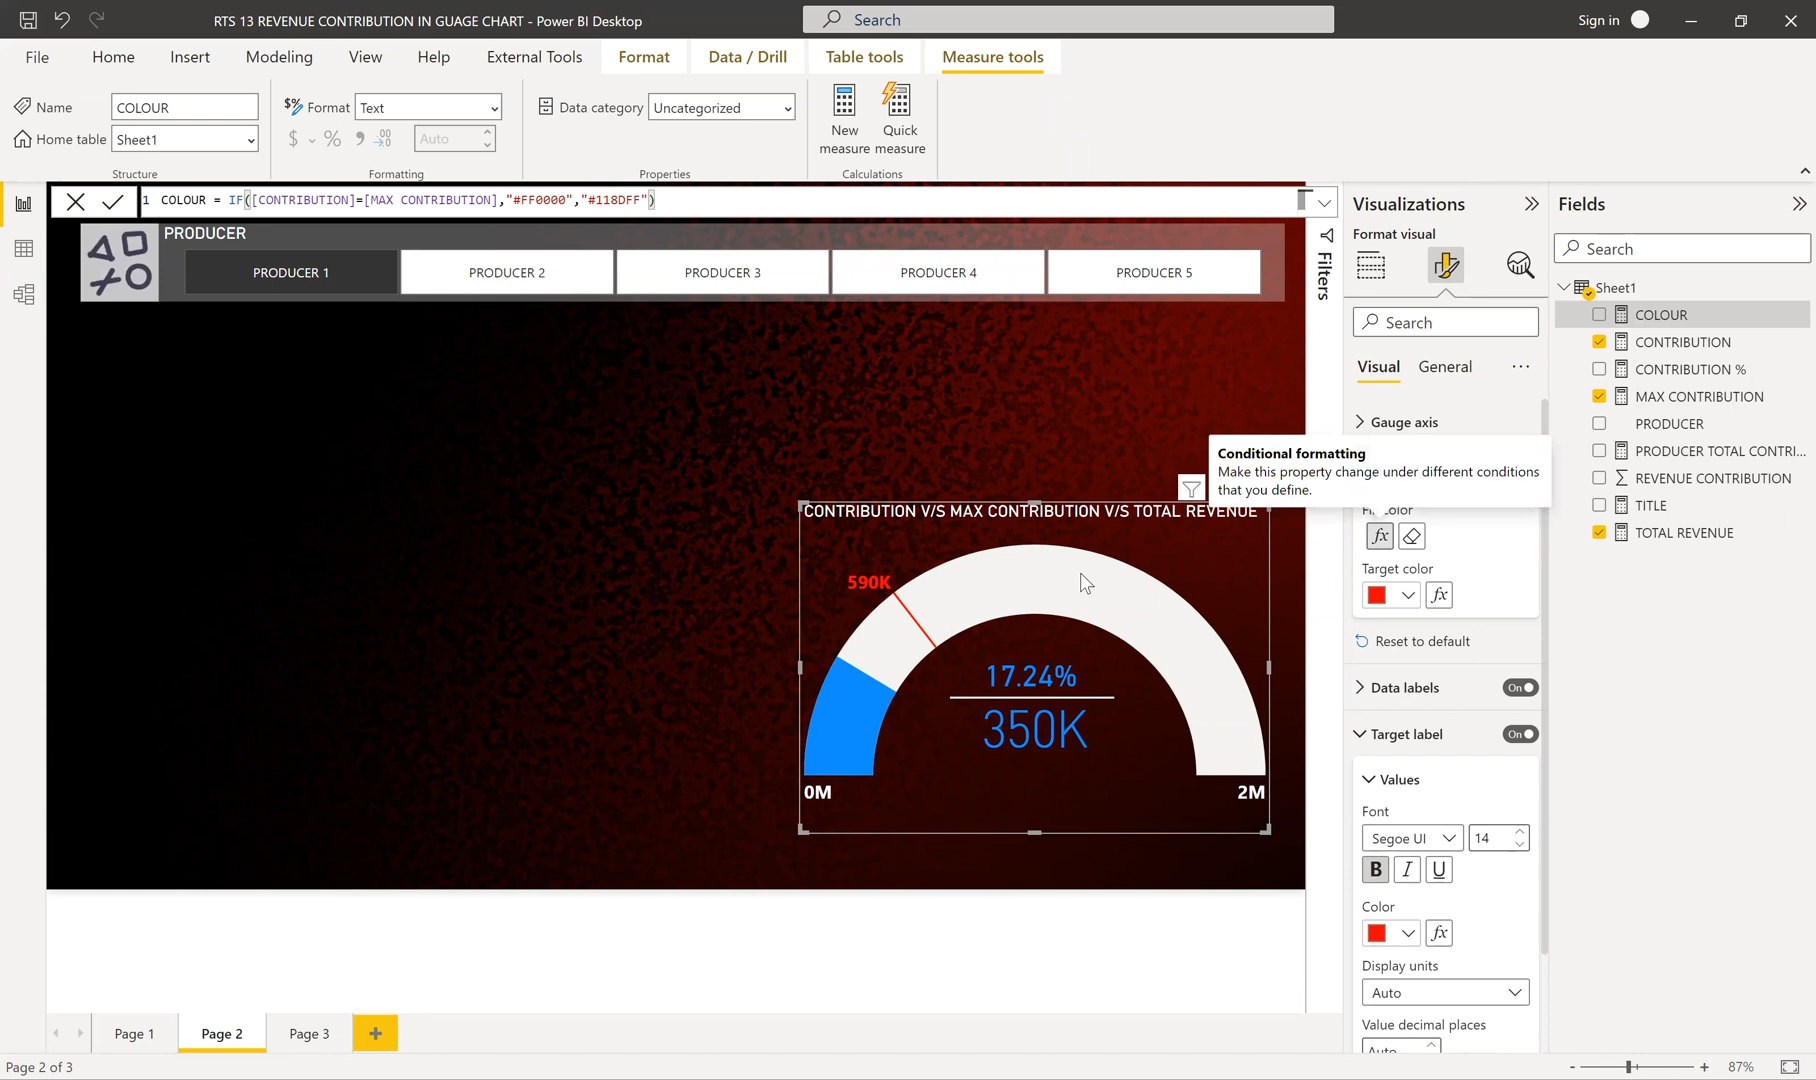 RTS 13 REVENUE CONTRIBUTION IN GUAGE CHART - Power BI Desktop
Search
Sign in
File
Home
Insert
Modeling
View
Help
External Tools
Format
Data / Drill
Table tools
Measure tools
Name
COLOUR
Home table
Sheet1
Structure
$% Format
Text
$ % , .00
Auto
Formatting
Data category
Uncategorized
Properties
New measure
Quick measure
Calculations
1 COLOUR = IF([CONTRIBUTION]=[MAX CONTRIBUTION],"#FF0000","#118DFF")
PRODUCER
PRODUCER 1
PRODUCER 2
PRODUCER 3
PRODUCER 4
PRODUCER 5
CONTRIBUTION V/S MAX CONTRIBUTION V/S TOTAL REVENUE
590K
17.24%
350K
0M
2M
Filters
Visualizations
Format visual
Search
Visual
General
...
Gauge axis
Conditional formatting
Make this property change under different conditions
that you define.
fx
Target color
fx
Reset to default
Data labels
On
Target label
On
Values
Font
Segoe UI
14
B I U
Color
fx
Display units
Auto
Value decimal places
Auto
Fields
Search
Sheet1
COLOUR
CONTRIBUTION
CONTRIBUTION %
MAX CONTRIBUTION
PRODUCER
PRODUCER TOTAL CONTRI...
REVENUE CONTRIBUTION
TITLE
TOTAL REVENUE
Page 1
Page 2
Page 3
+
Page 2 of 3
- + 87%